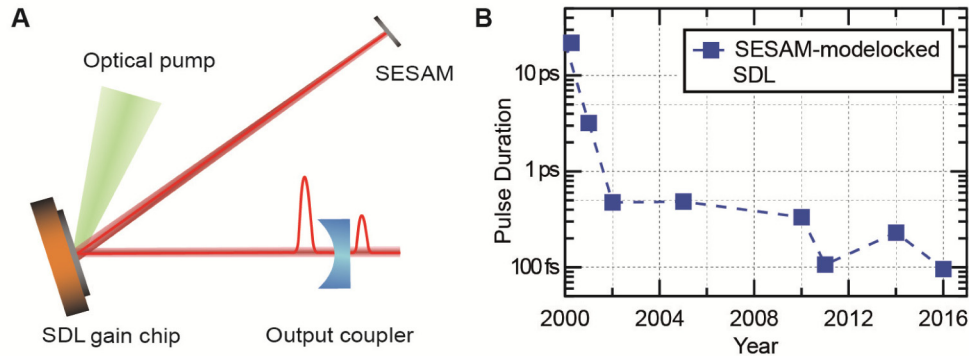 A
Optical pump
SESAM
SDL gain chip
Output coupler
B
SESAM-modelocked
SDL
10 ps
1 ps
100 fs
Pulse Duration
2000 2004 2008 2012 2016
Year